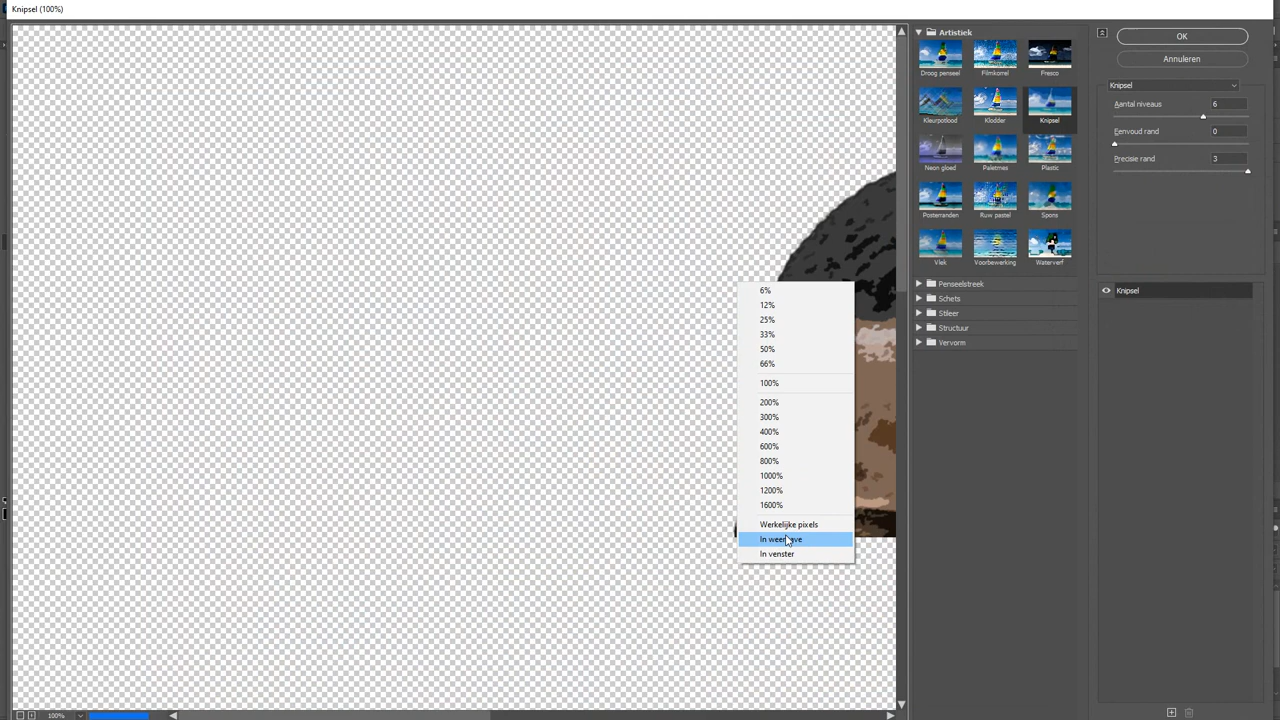 Knipsel (100%)
Artistiek
Droog penseel
Filmkorrel
Fresco
Kleurpotlood
Klodder
Knipsel
Neon gloed
Paletmes
Plastic
Posterranden
Ruw pastel
Spons
Vlek
Voorbewerking
Waterverf
Penseelstreek
Schets
Stileer
Structuur
Vervorm
OK
Annuleren
Knipsel
Aantal niveaus 6
Eenvoud rand 0
Precisie rand 3
Knipsel
6%
12%
25%
33%
50%
66%
100%
200%
300%
400%
600%
800%
1000%
1200%
1600%
Werkelijke pixels
In weergave
In venster
100%